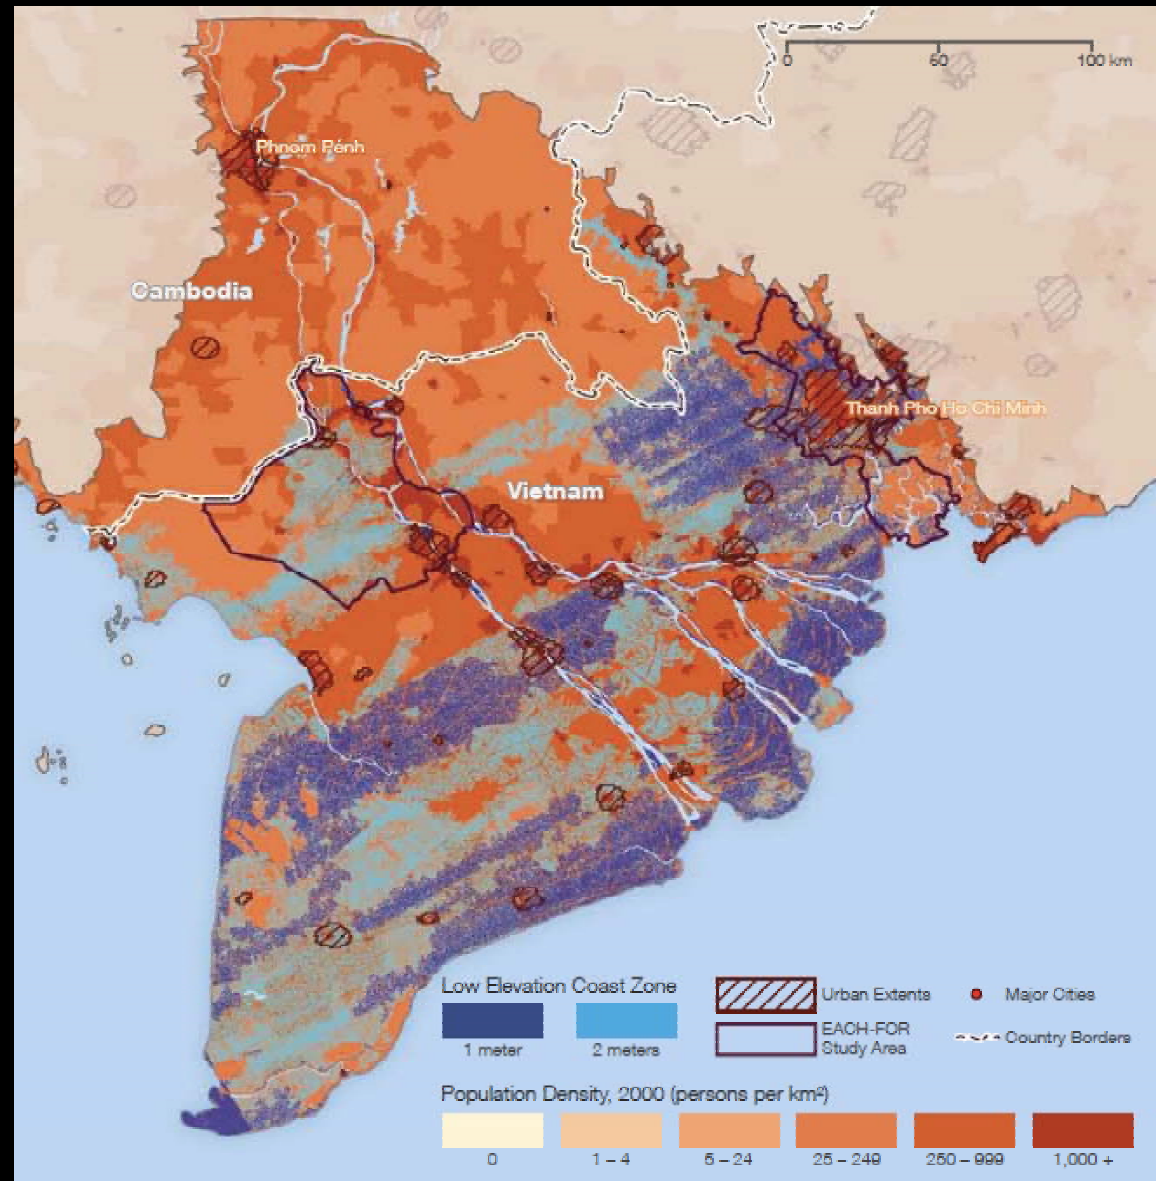 0 50 100 km
Phnom Pénh
Cambodia
Thanh Pho Ho Chi Minh
Vietnam
Low Elevation Coast Zone
1 meter
2 meters
Urban Extents
EACH-FOR
Study Area
Major Cities
Country Borders
Population Density, 2000 (persons per km²)
0
1 – 4
5 – 24
25 – 249
250 – 999
1,000 +